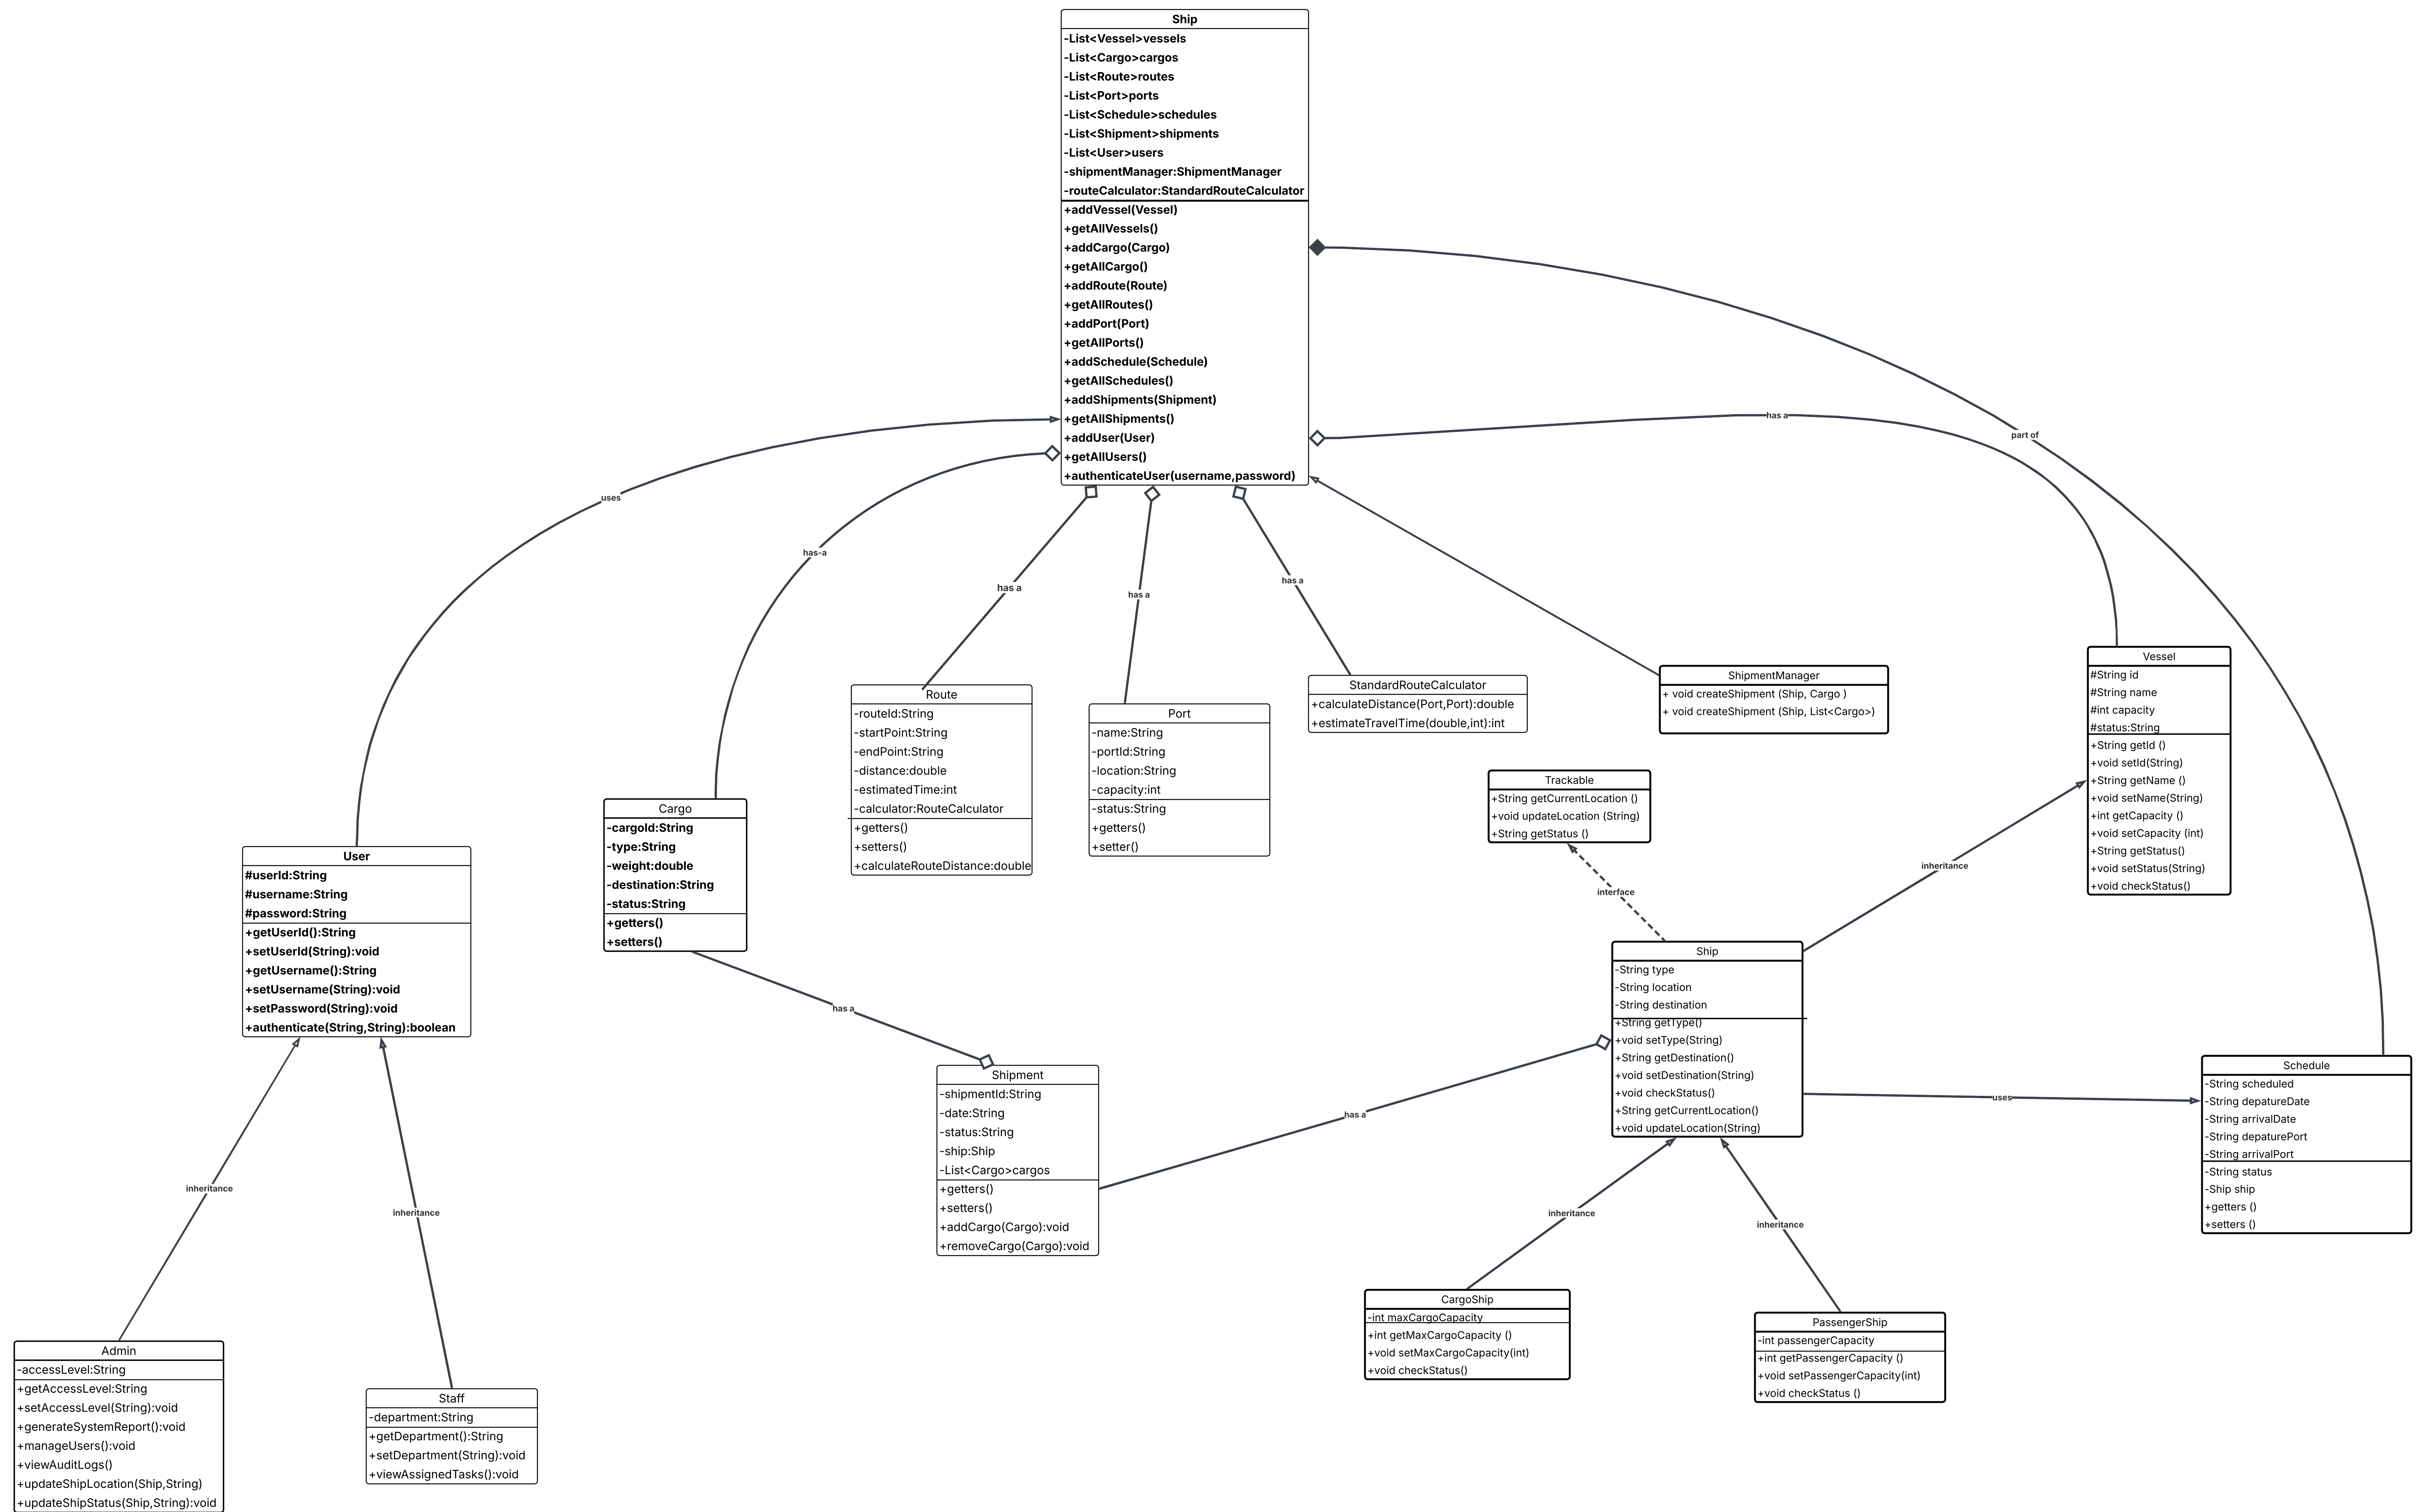 Ship
-List<Vessel>vessels
-List<Cargo>cargos
-List<Route>routes
-List<Port>ports
-List<Schedule>schedules
-List<Shipment>shipments
-List<User>users
-shipmentManager:ShipmentManager
-routeCalculator:StandardRouteCalculator
+addVessel(Vessel)
+getAllVessels()
+addCargo(Cargo)
+getAllCargo()
+addRoute(Route)
+getAllRoutes()
+addPort(Port)
+getAllPorts()
+addSchedule(Schedule)
+getAllSchedules()
+addShipments(Shipment)
+getAllShipments()
+addUser(User)
+getAllUsers()
+authenticateUser(username,password)
has a
part of
uses
has-a
has a
has a
has a
Route
-routeId:String
-startPoint:String
-endPoint:String
-distance:double
-estimatedTime:int
-calculator:RouteCalculator
+getters()
+setters()
+calculateRouteDistance:double
Port
-name:String
-portId:String
-location:String
-capacity:int
-status:String
+getters()
+setter()
StandardRouteCalculator
+calculateDistance(Port,Port):double
+estimateTravelTime(double,int):int
ShipmentManager
+ void createShipment (Ship, Cargo )
+ void createShipment (Ship, List<Cargo>)
Vessel
#String id
#String name
#int capacity
#status:String
+String getId ()
+void setId(String)
+String getName ()
+void setName(String)
+int getCapacity ()
+void setCapacity (int)
+String getStatus()
+void setStatus(String)
+void checkStatus()
Trackable
+String getCurrentLocation ()
+void updateLocation (String)
+String getStatus ()
Cargo
-cargoId:String
-type:String
-weight:double
-destination:String
-status:String
+getters()
+setters()
User
#userId:String
#username:String
#password:String
+getUserId():String
+setUserId(String):void
+getUsername():String
+setUsername(String):void
+setPassword(String):void
+authenticate(String,String):boolean
interface
inheritance
has a
Ship
-String type
-String location
-String destination
+String getType()
+void setType(String)
+String getDestination()
+void setDestination(String)
+void checkStatus()
+String getCurrentLocation()
+void updateLocation(String)
Shipment
-shipmentId:String
-date:String
-status:String
-ship:Ship
-List<Cargo>cargos
+getters()
+setters()
+addCargo(Cargo):void
+removeCargo(Cargo):void
has a
uses
Schedule
-String scheduled
-String depatureDate
-String arrivalDate
-String depaturePort
-String arrivalPort
-String status
-Ship ship
+getters ()
+setters ()
inheritance
inheritance
inheritance
inheritance
CargoShip
-int maxCargoCapacity
+int getMaxCargoCapacity ()
+void setMaxCargoCapacity(int)
+void checkStatus()
PassengerShip
-int passengerCapacity
+int getPassengerCapacity ()
+void setPassengerCapacity(int)
+void checkStatus ()
Admin
-accessLevel:String
+getAccessLevel:String
+setAccessLevel(String):void
+generateSystemReport():void
+manageUsers():void
+viewAuditLogs()
+updateShipLocation(Ship,String)
+updateShipStatus(Ship,String):void
Staff
-department:String
+getDepartment():String
+setDepartment(String):void
+viewAssignedTasks():void